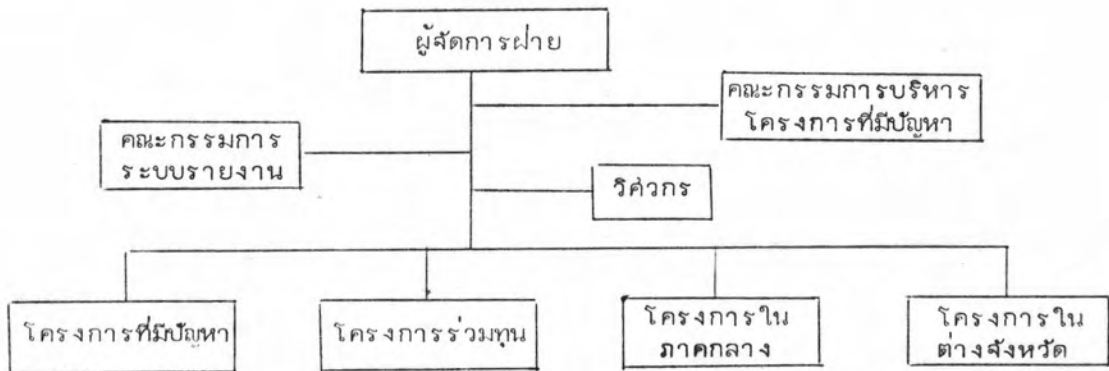 ผู้จัดการฝ่าย
คณะกรรมการบริหาร
โครงการที่มีปัญหา
คณะกรรมการ
ระบบรายงาน
วิศวกร
โครงการที่มีปัญหา
โครงการร่วมทุน
โครงการใน
ภาคกลาง
โครงการใน
ต่างจังหวัด